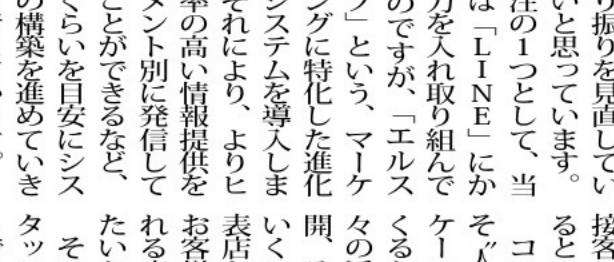 り振りを見直してい
いと思っています。
注の1つとして、当
は「LINE」にか
力を入れ取り組んで
のですが、「エルス
」という、マーケ
ングに特化した進化
システムを導入しま
それにより、よりヒ
率の高い情報提供を
メント別に発信して
ことができるなど、
くらいを目安にシス
の構築を進めていき
接客
ると
コ
そ〝人
ケー
くる
々の
開、
いく
表店
お客
れる
たい
そ
タッ